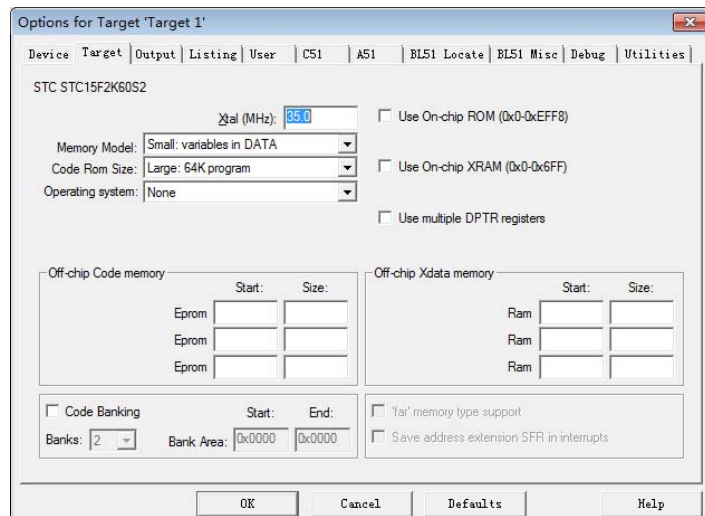 Options for Target 'Target 1'
Device Target Output Listing User C51 A51 BL51 Locate BL51 Misc Debug Utilities
STC STC15F2K60S2
Xtal (MHz): 35.0 Use On-chip ROM (0x0-0xEFF8)
Memory Model: Small: variables in DATA
Code Rom Size: Large: 64K program Use On-chip XRAM (0x0-0x6FF)
Operating system: None
Use multiple DPTR registers
Off-chip Code memory Off-chip Xdata memory
Start: Size: Start: Size:
Eprom Ram
Eprom Ram
Eprom Ram
Code Banking Start: End: 'far' memory type support
Banks: 2 Bank Area: 0x0000 0x0000 Save address extension SFR in interrupts
OK Cancel Defaults Help